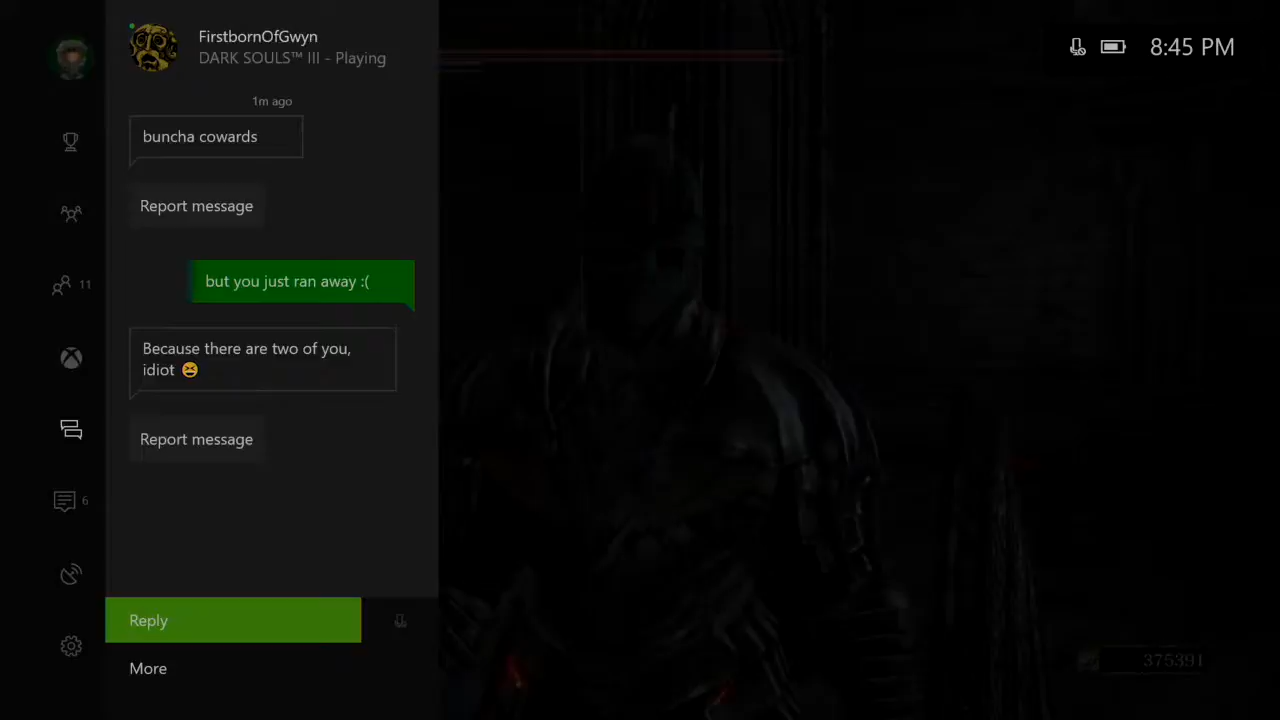 FirstbornOfGwyn
DARK SOULS™ III - Playing
8:45 PM
1m ago
buncha cowards
Report message
but you just ran away :(
11
Because there are two of you,
idiot 😆
Report message
6
Reply
More
375391